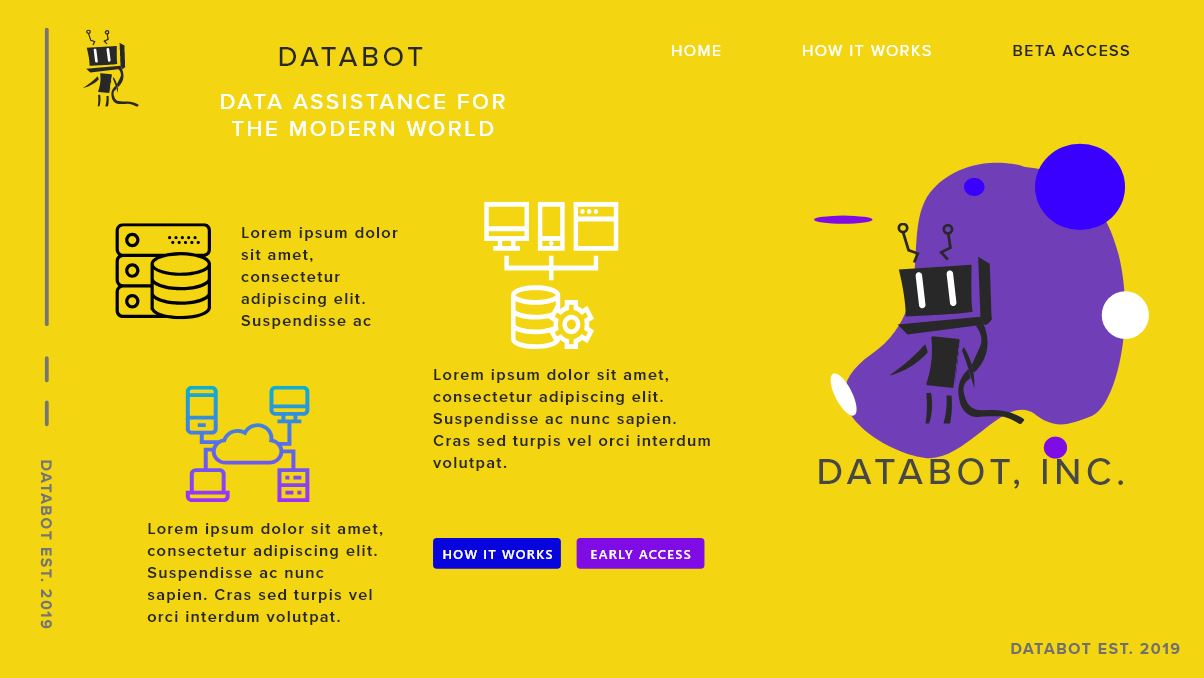 DATABOT
HOME
HOW IT WORKS
BETA ACCESS
DATA ASSISTANCE FOR
THE MODERN WORLD
Lorem ipsum dolor
sit amet,
consectetur
adipiscing elit.
Suspendisse ac
Lorem ipsum dolor sit amet,
consectetur adipiscing elit.
Suspendisse ac nunc sapien.
Cras sed turpis vel orci interdum
volutpat.
Lorem ipsum dolor sit amet,
consectetur adipiscing elit.
Suspendisse ac nunc
sapien. Cras sed turpis vel
orci interdum volutpat.
HOW IT WORKS
EARLY ACCESS
DATABOT, INC.
DATABOT EST. 2019
DATABOT EST. 2019